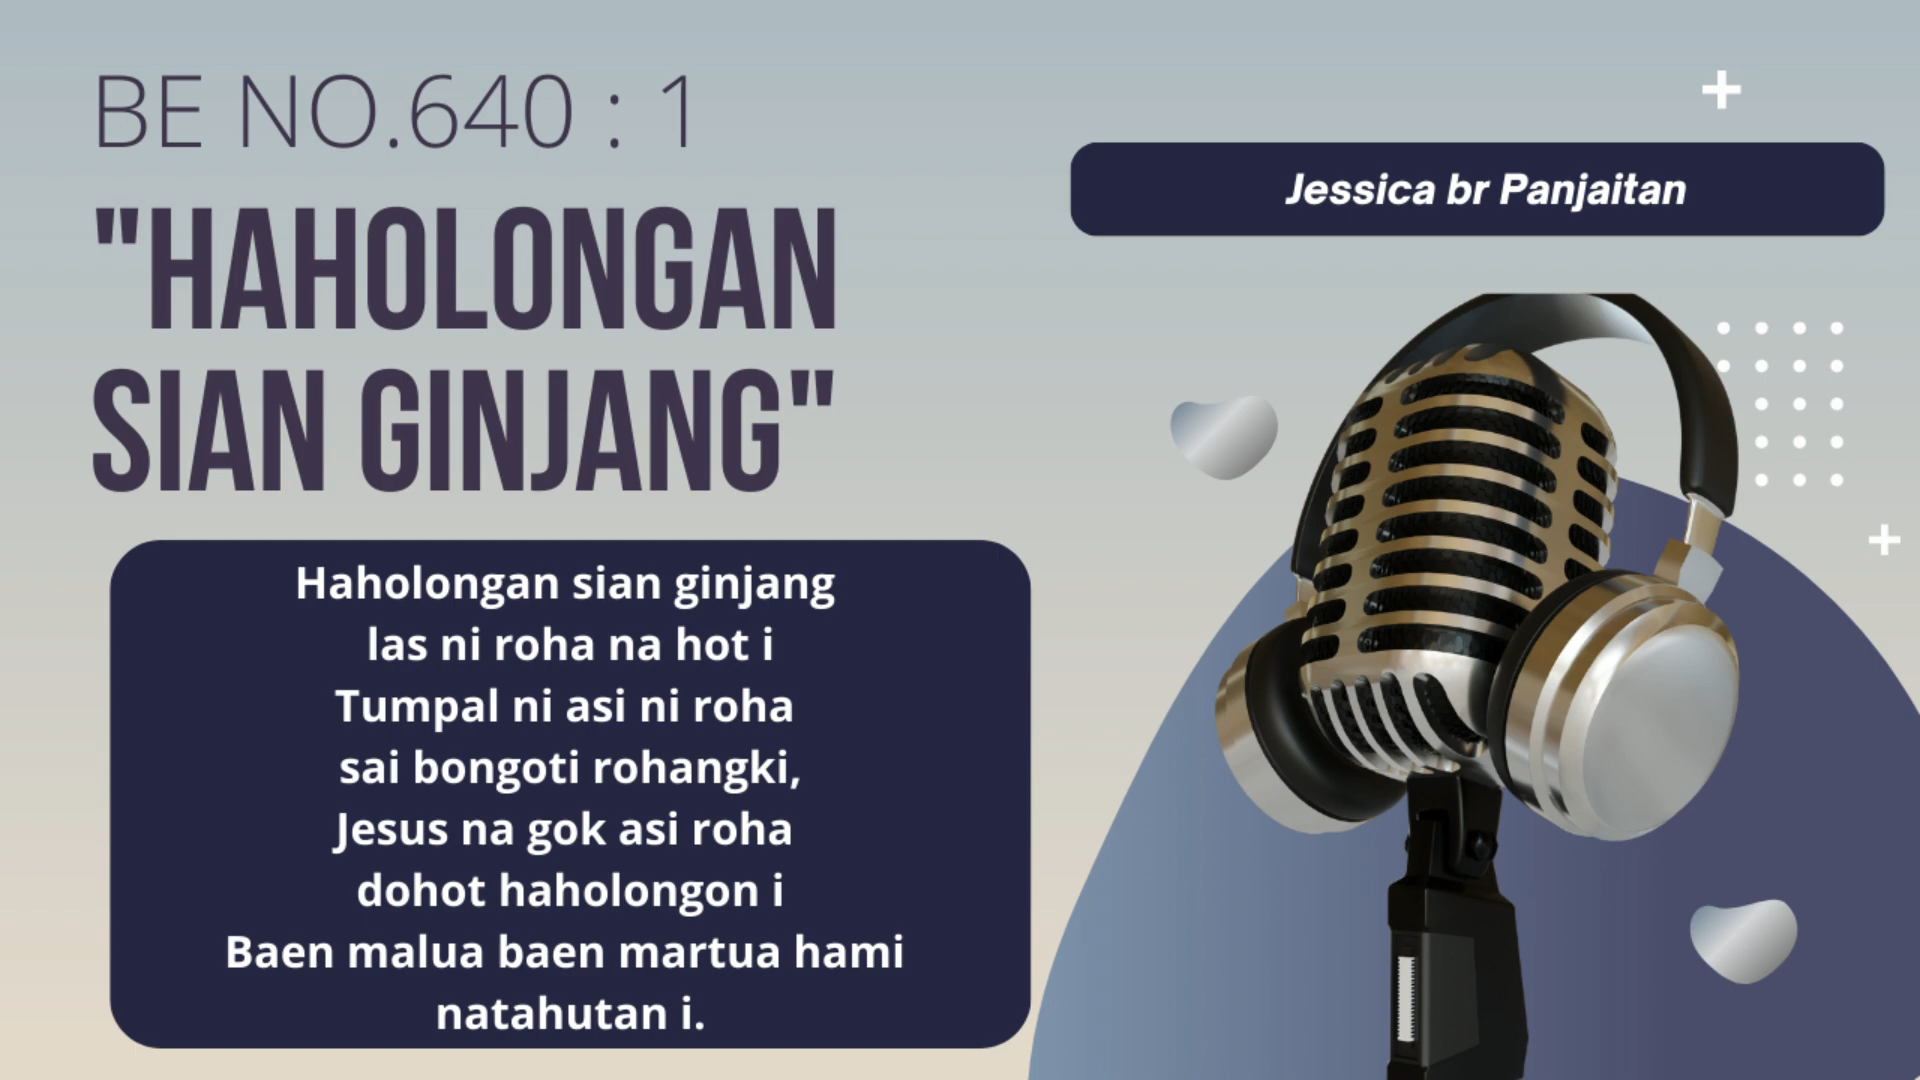 BE NO.640 : 1
"HAHOLONGAN
SIAN GINJANG"
Jessica br Panjaitan
Haholongan sian ginjang
las ni roha na hot i
Tumpal ni asi ni roha
sai bongoti rohangki,
Jesus na gok asi roha
dohot haholongon i
Baen malua baen martua hami
natahutan i.